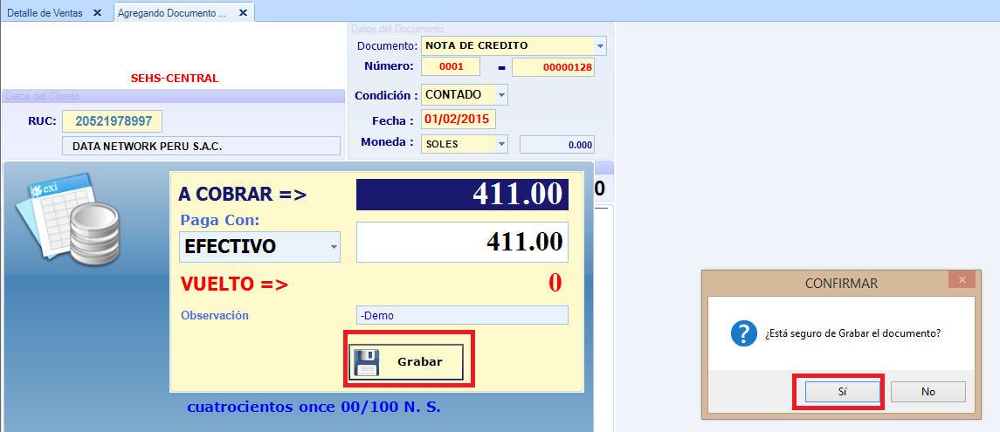 Detalle de Ventas
Agregando Documento ...
Datos del Documento
Documento: NOTA DE CREDITO
Número: 0001 - 00000128
SEHS-CENTRAL
Condición : CONTADO
Datos del Cliente
Fecha : 01/02/2015
RUC: 20521978997
Moneda : SOLES 0.000
DATA NETWORK PERU S.A.C.
exi
A COBRAR => 411.00
0
Paga Con:
EFECTIVO 411.00
VUELTO => 0
Observación -Demo
Grabar
cuatrocientos once 00/100 N. S.
CONFIRMAR
¿Está seguro de Grabar el documento?
Sí No